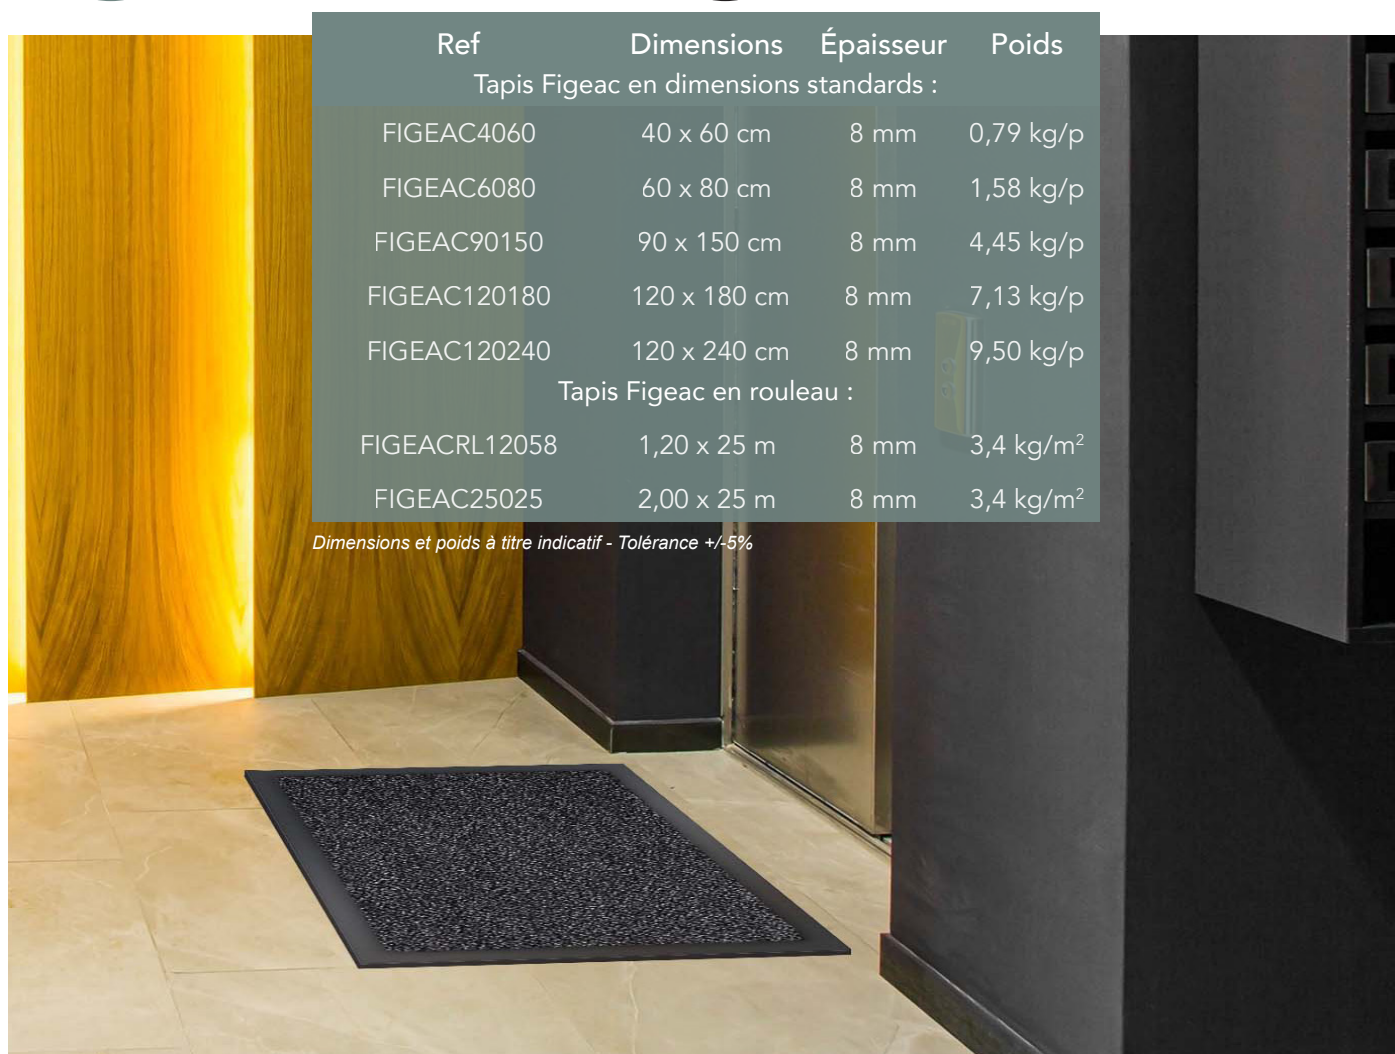 Ref Dimensions Épaisseur Poids
Tapis Figeac en dimensions standards :
FIGEAC4060 40 x 60 cm 8 mm 0,79 kg/p
FIGEAC6080 60 x 80 cm 8 mm 1,58 kg/p
FIGEAC90150 90 x 150 cm 8 mm 4,45 kg/p
FIGEAC120180 120 x 180 cm 8 mm 7,13 kg/p
FIGEAC120240 120 x 240 cm 8 mm 9,50 kg/p
Tapis Figeac en rouleau :
FIGEACRL12058 1,20 x 25 m 8 mm 3,4 kg/m²
FIGEAC25025 2,00 x 25 m 8 mm 3,4 kg/m²
Dimensions et poids à titre indicatif - Tolérance +/-5%